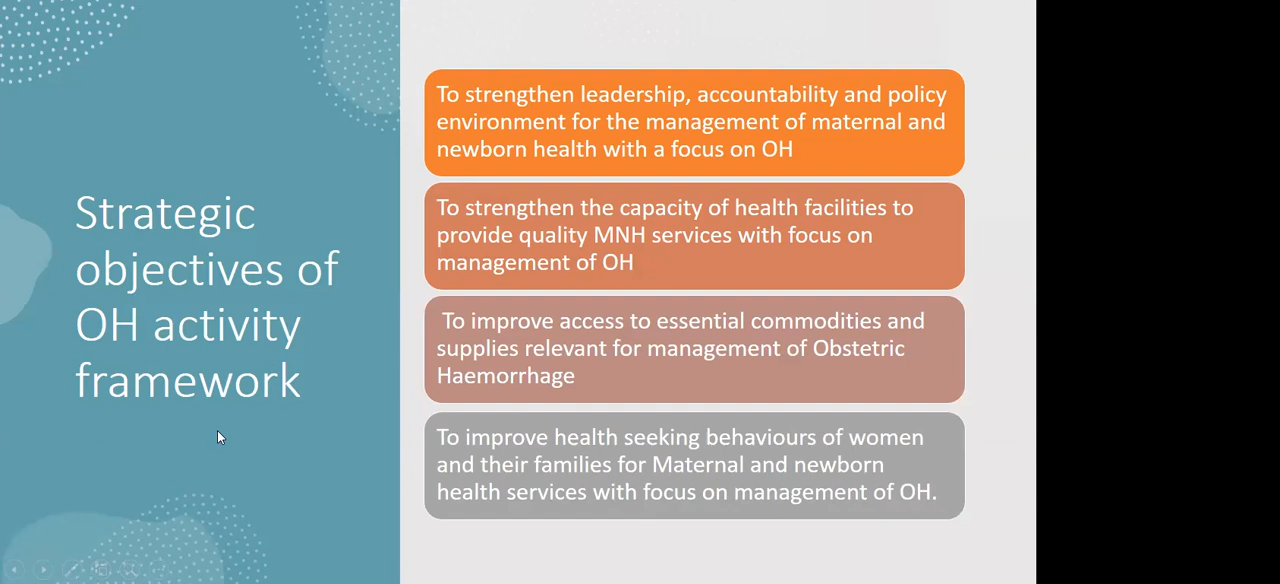 Strategic
objectives of
OH activity
framework
To strengthen leadership, accountability and policy
environment for the management of maternal and
newborn health with a focus on OH
To strengthen the capacity of health facilities to
provide quality MNH services with focus on
management of OH
To improve access to essential commodities and
supplies relevant for management of Obstetric
Haemorrhage
To improve health seeking behaviours of women
and their families for Maternal and newborn
health services with focus on management of OH.